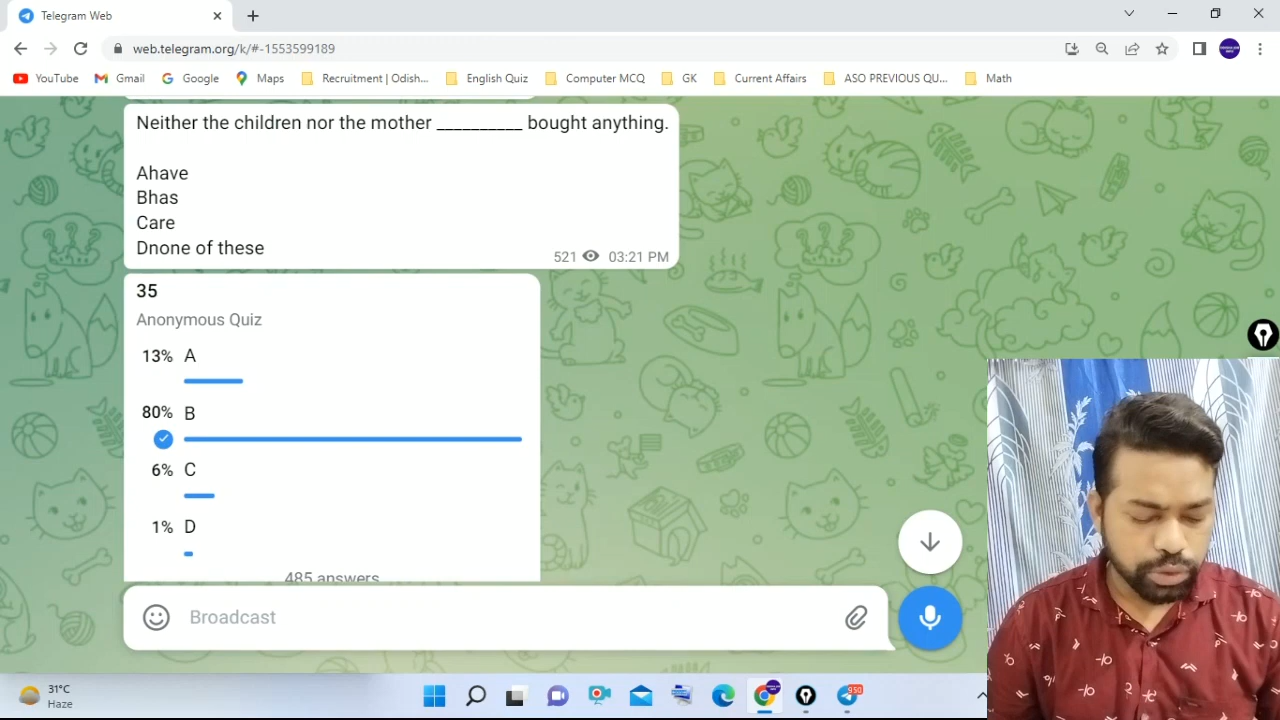 Telegram Web
web.telegram.org/k/#-1553599189
YouTube Gmail Google Maps Recruitment | Odish... English Quiz Computer MCQ GK Current Affairs ASO PREVIOUS QU... Math
Neither the children nor the mother __________ bought anything.
Ahave
Bhas
Care
Dnone of these
521 03:21 PM
35
Anonymous Quiz
13% A
80% B
6% C
1% D
485 answers
Broadcast
31°C
Haze
950